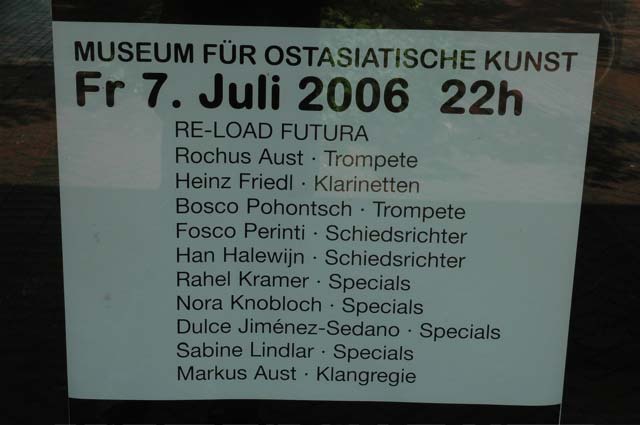 MUSEUM FÜR OSTASIATISCHE KUNST
Fr 7. Juli 2006 22h
RE-LOAD FUTURA
Rochus Aust · Trompete
Heinz Friedl · Klarinetten
Bosco Pohontsch · Trompete
Fosco Perinti · Schiedsrichter
Han Halewijn · Schiedsrichter
Rahel Kramer · Specials
Nora Knobloch · Specials
Dulce Jiménez-Sedano · Specials
Sabine Lindlar · Specials
Markus Aust · Klangregie